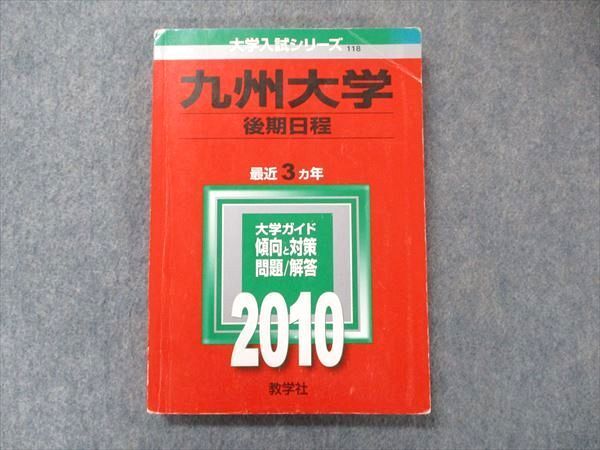 大学入試シリーズ 118
九州大学
後期日程
最近3ヵ年
大学ガイド
傾向と対策
問題/解答
2010
教学社